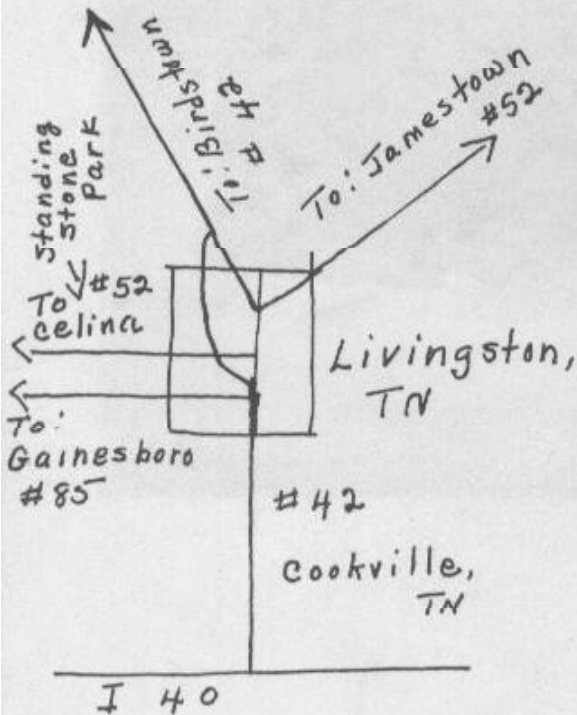 To: Birdstown
# 42
To: Jamestown
#52
Standing
Stone
Park
#52
To
Celina
Livingston,
TN
To:
Gainesboro
#85
#42
Cookville,
TN
I 40